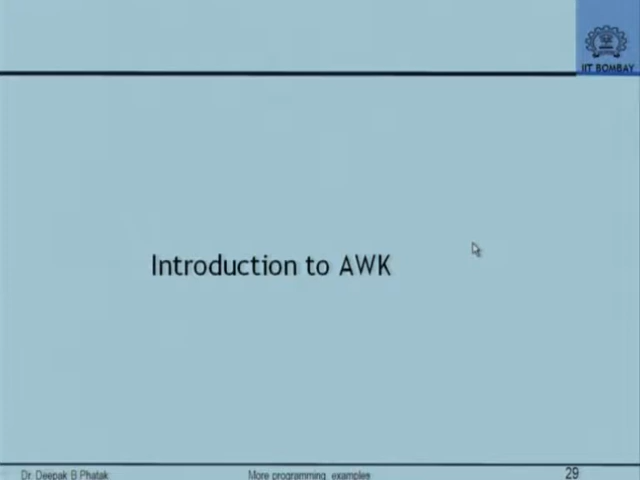 IIT BOMBAY
Introduction to AWK
Dr. Deepak B Phatak
More programming examples
29